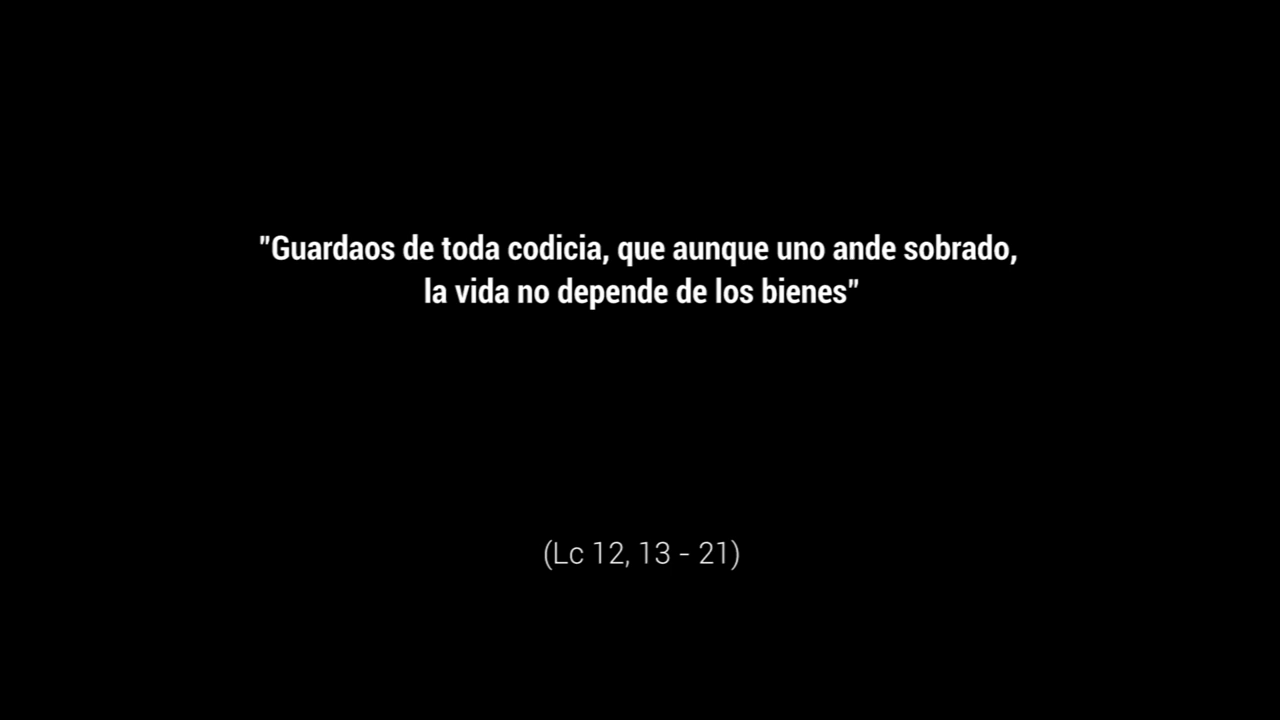 "Guardaos de toda codicia, que aunque uno ande sobrado,
la vida no depende de los bienes"
(Lc 12, 13 - 21)